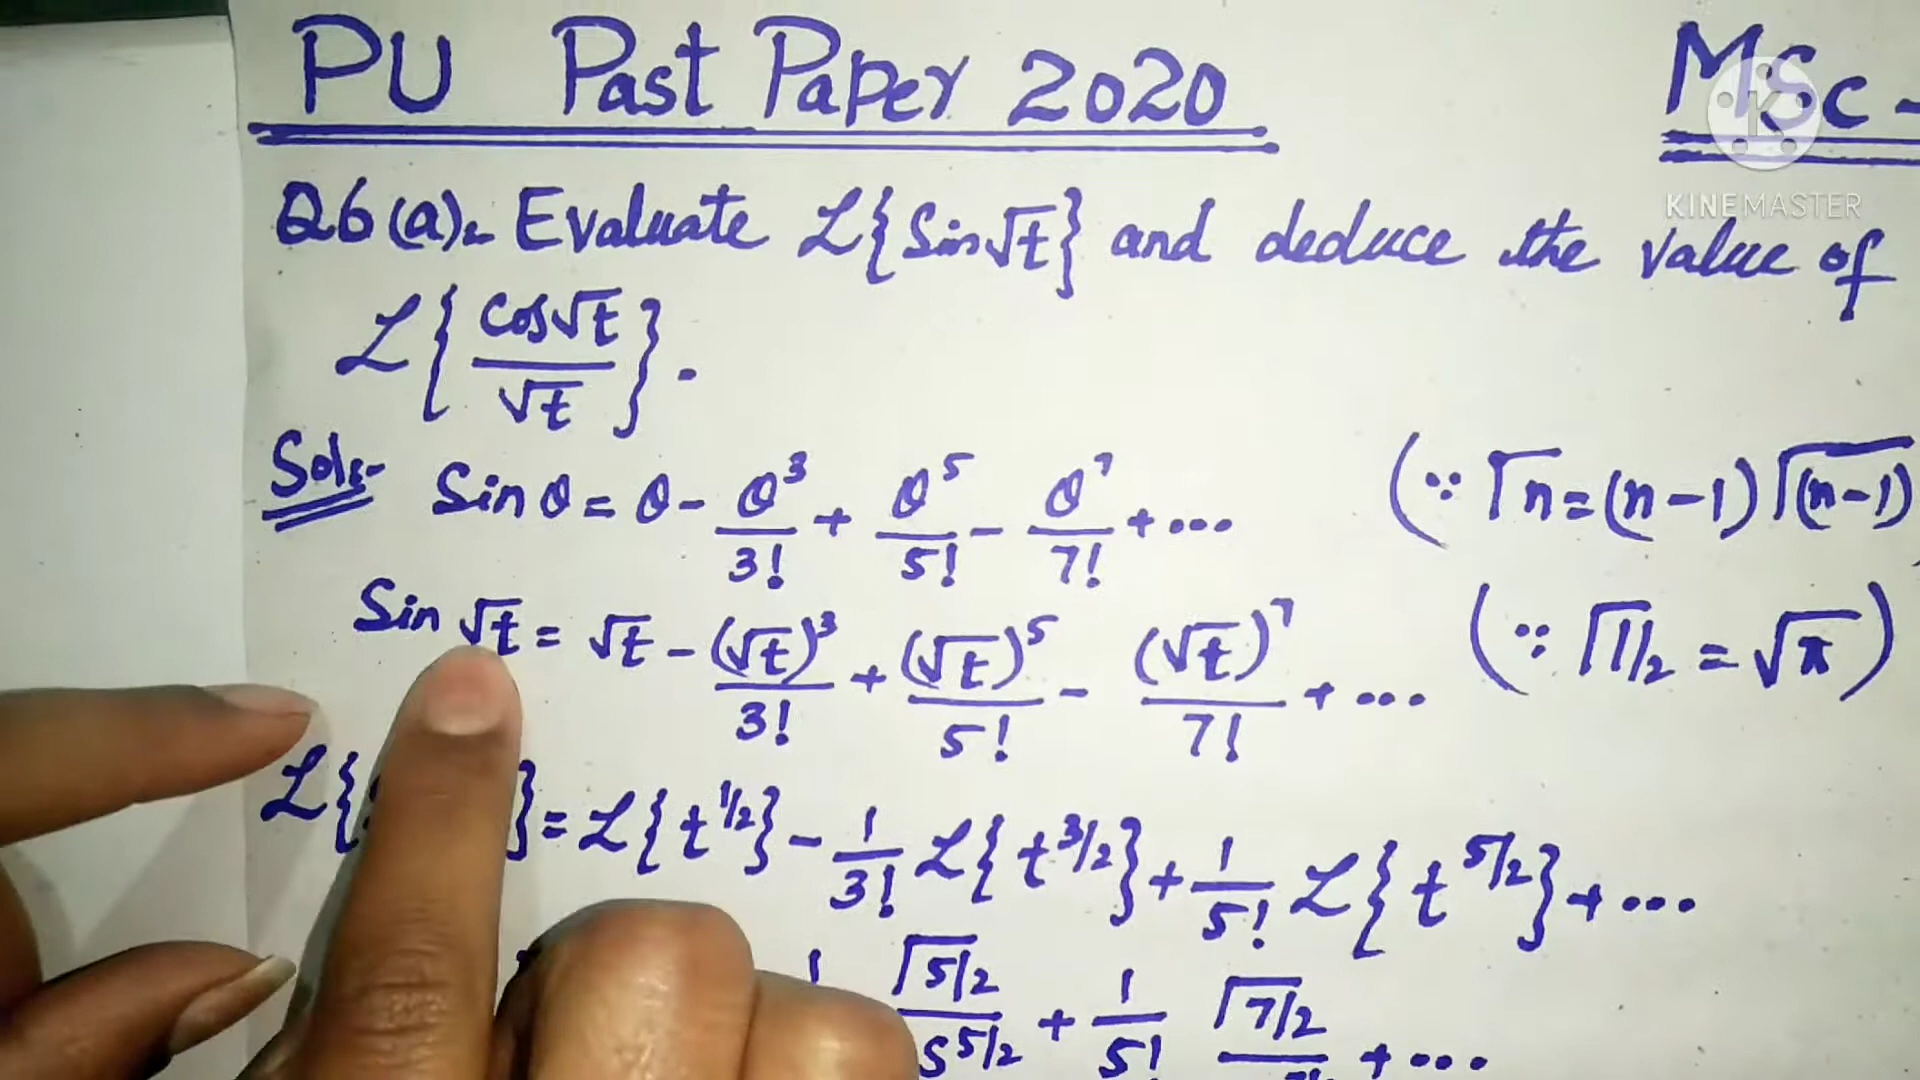 PU Past Paper 2020 MSc-
KINEMASTER
Q6(a):- Evaluate ℒ{Sin√t} and deduce the value of
ℒ{cos√t/√t}.
Sol:- Sin θ = θ - θ³/3! + θ⁵/5! - θ⁷/7! + ... (∵ Γn = (n-1)Γ(n-1)
Sin √t = √t - (√t)³/3! + (√t)⁵/5! - (√t)⁷/7! + ... (∵ Γ1/2 = √π)
ℒ{ } = ℒ{t^1/2} - 1/3! ℒ{t^3/2} + 1/5! ℒ{t^5/2} + ...
Γ5/2/s^5/2 + 1/5! Γ7/2 + ...